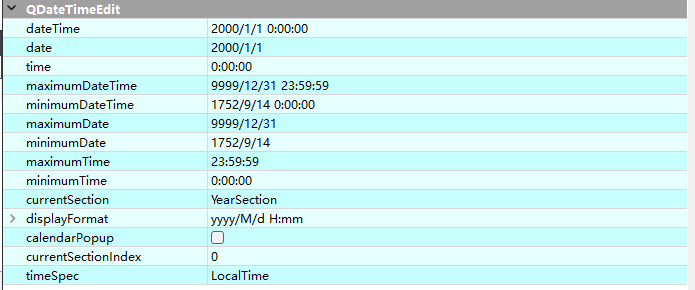 QDateTimeEdit
dateTime 2000/1/1 0:00:00
date 2000/1/1
time 0:00:00
maximumDateTime 9999/12/31 23:59:59
minimumDateTime 1752/9/14 0:00:00
maximumDate 9999/12/31
minimumDate 1752/9/14
maximumTime 23:59:59
minimumTime 0:00:00
currentSection YearSection
displayFormat yyyy/M/d H:mm
calendarPopup
currentSectionIndex 0
timeSpec LocalTime